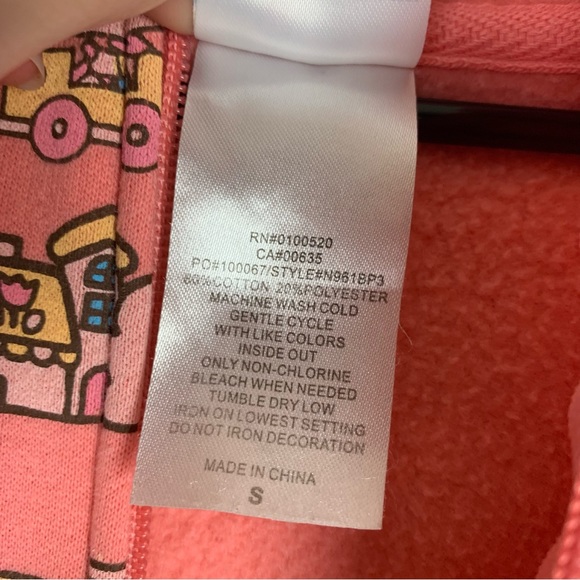 RN#0100520
CA#00635
PO#100067/STYLE#N961BP3
80%COTTON 20%POLYESTER
MACHINE WASH COLD
GENTLE CYCLE
WITH LIKE COLORS
INSIDE OUT
ONLY NON-CHLORINE
BLEACH WHEN NEEDED
TUMBLE DRY LOW
IRON ON LOWEST SETTING
DO NOT IRON DECORATION
MADE IN CHINA
S